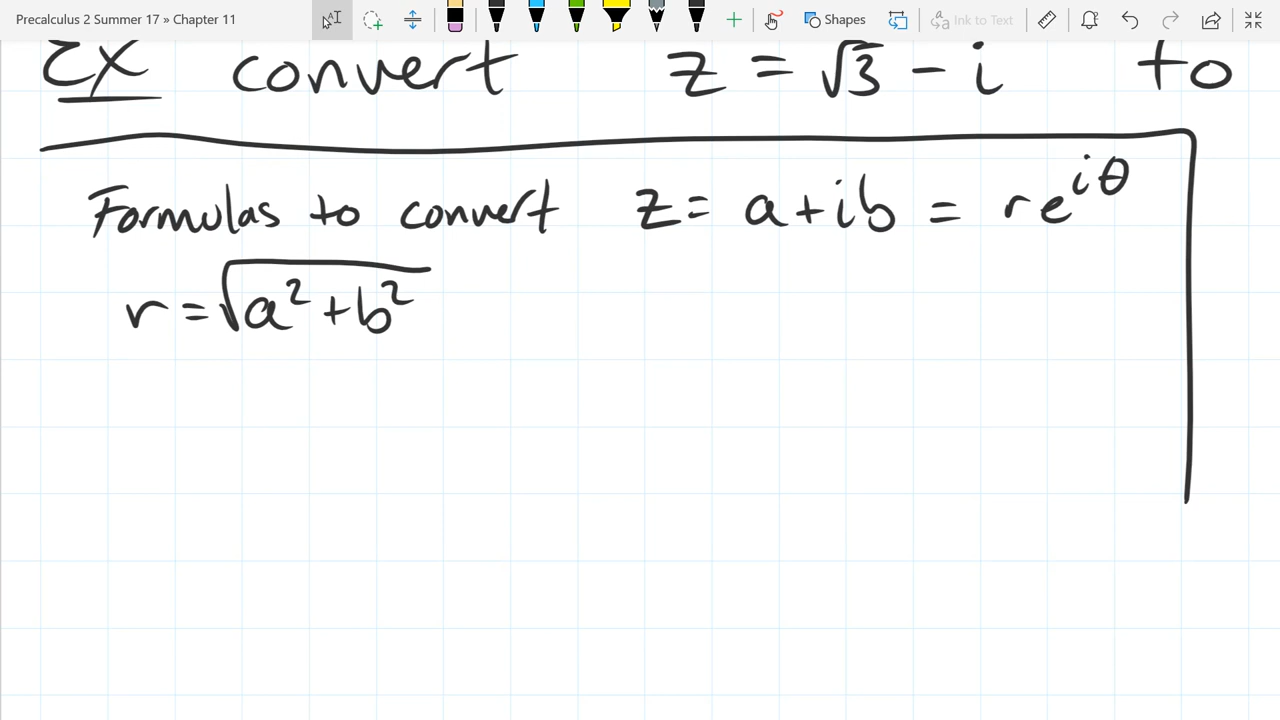 Precalculus 2 Summer 17 » Chapter 11 Shapes Ink to Text
Ex convert z = √3 - i to
Formulas to convert z = a + ib = re^{iθ}
r = √(a² + b²)